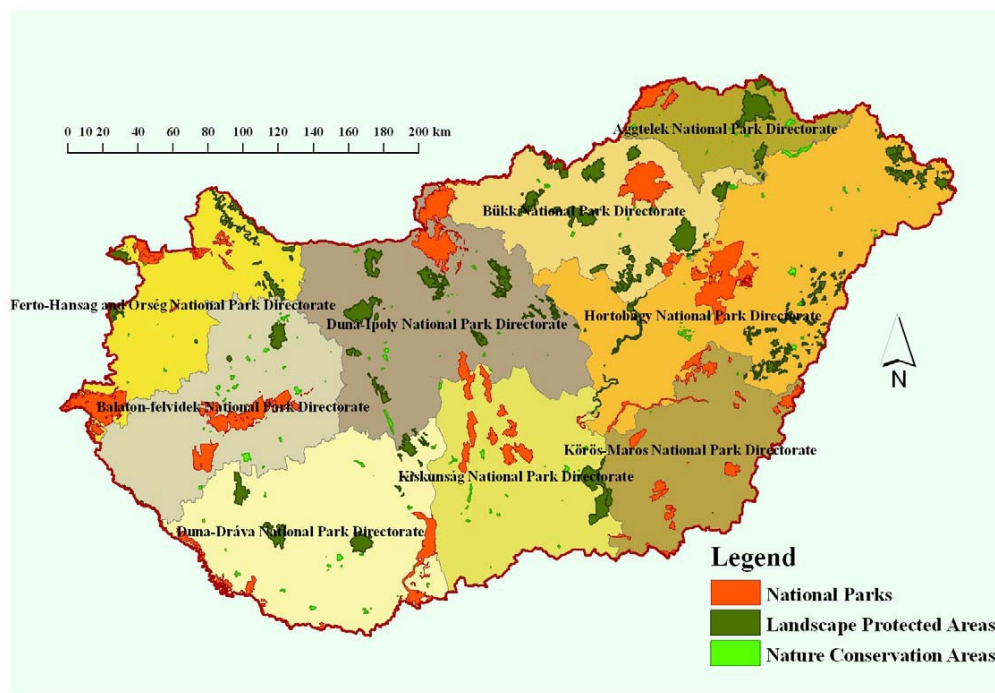 0 10 20 40 60 80 100 120 140 160 180 200 km
Aggtelek National Park Directorate
Bükk National Park Directorate
Ferto-Hansag and Orség National Park Directorate
Duna-Ipoly National Park Directorate
Hortobágy National Park Directorate
N
Balaton-felvidek National Park Directorate
Körös-Maros National Park Directorate
Kiskunság National Park Directorate
Duna-Dráva National Park Directorate
Legend
National Parks
Landscape Protected Areas
Nature Conservation Areas